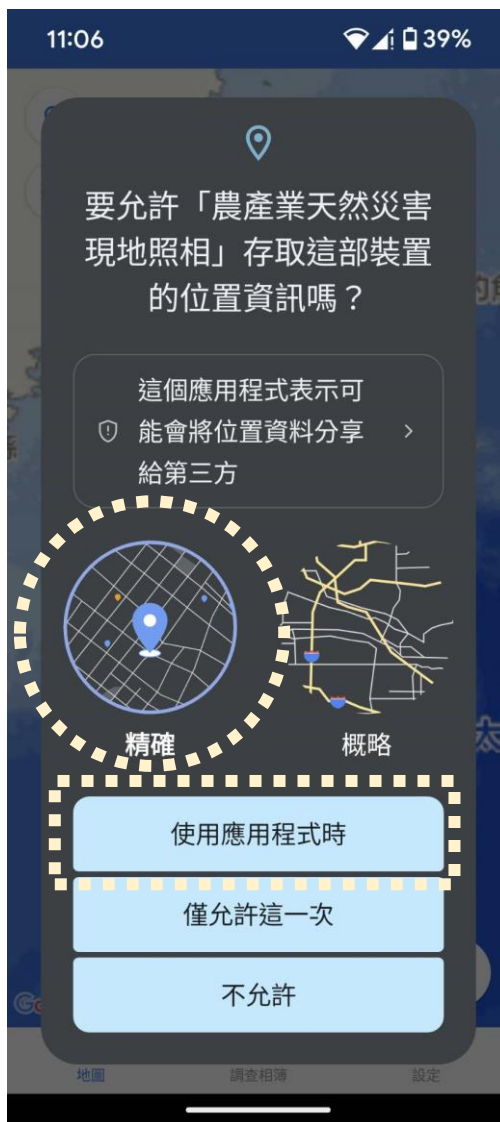 11:06
39%
要允許「農產業天然災害
現地照相」存取這部裝置
的位置資訊嗎？
這個應用程式表示可
能會將位置資料分享
給第三方
精確
概略
使用應用程式時
僅允許這一次
不允許
地圖
調查相簿
設定